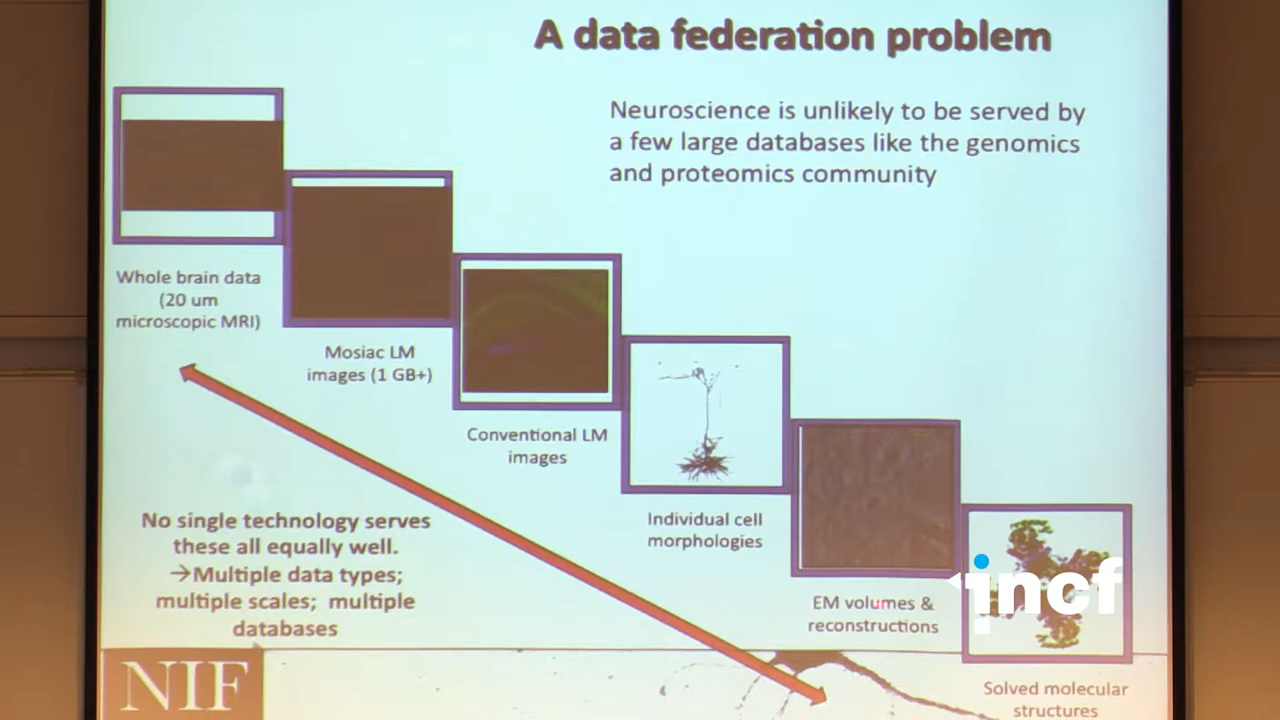 A data federation problem
Neuroscience is unlikely to be served by
a few large databases like the genomics
and proteomics community
Whole brain data
(20 um
microscopic MRI)
Mosiac LM
images (1 GB+)
Conventional LM
images
Individual cell
morphologies
EM volumes &
reconstructions
Solved molecular
structures
No single technology serves
these all equally well.
→Multiple data types;
multiple scales; multiple
databases
NIF
incf